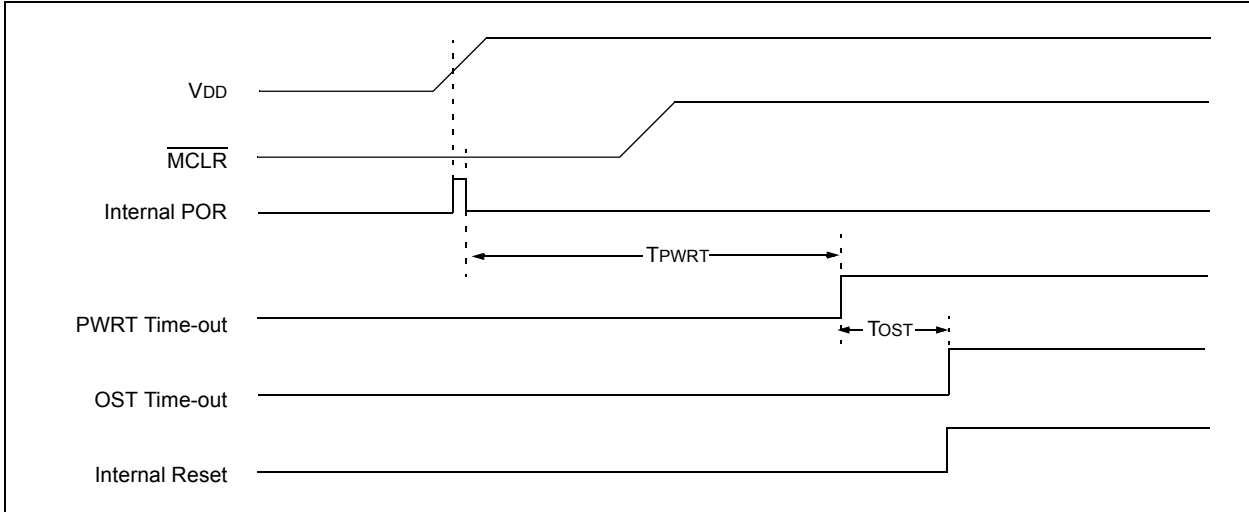 VDD
MCLR
Internal POR
TPWRT
PWRT Time-out
TOST
OST Time-out
Internal Reset